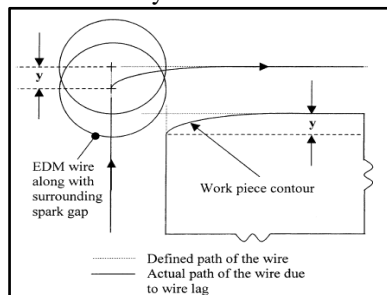 y
y
EDM wire
along with
surrounding
spark gap
Work piece contour
Defined path of the wire
Actual path of the wire due
to wire lag